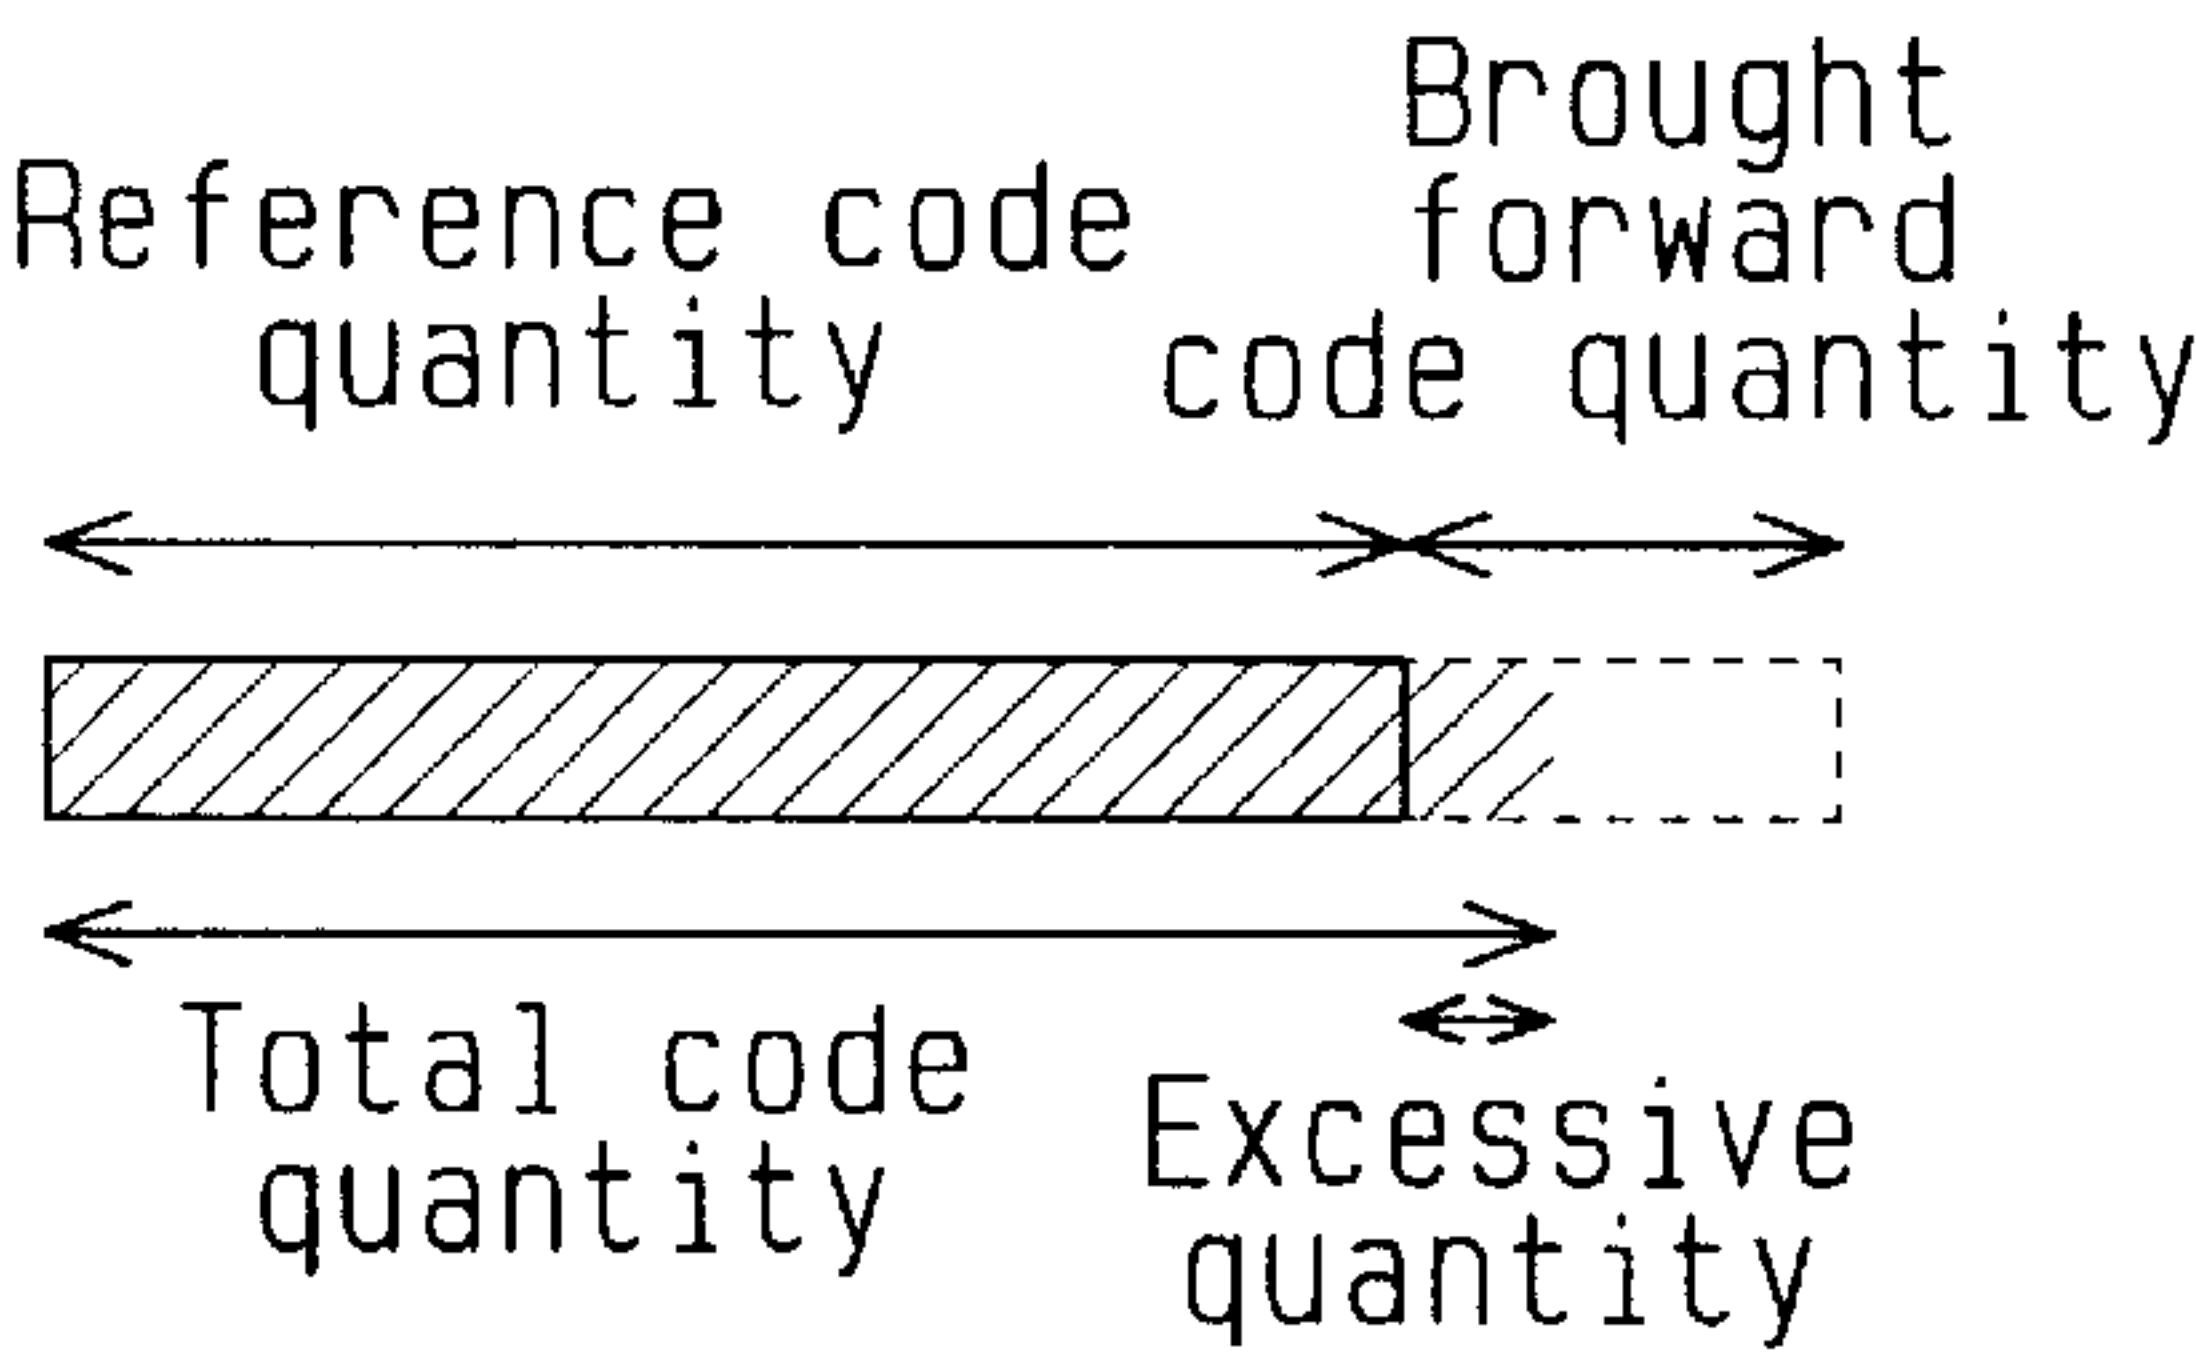 Reference code
quantity
Brought
forward
code quantity
Total code
quantity
Excessive
quantity